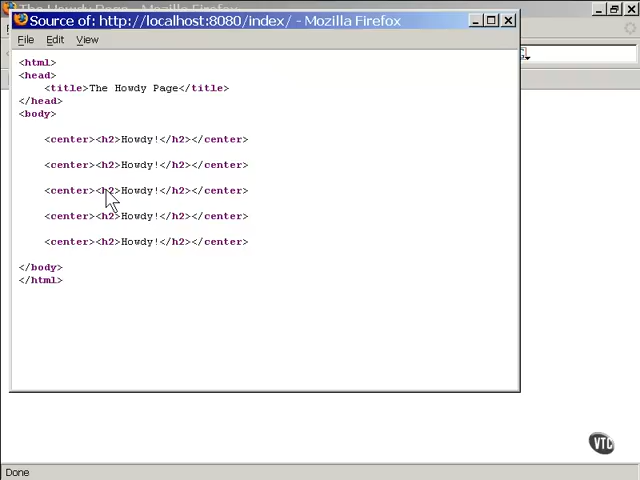 The Howdy Page - Mozilla Firefox
Source of: http://localhost:8080/index/ - Mozilla Firefox
File Edit View
<html>
<head>
<title>The Howdy Page</title>
</head>
<body>
<center><h2>Howdy!</h2></center>
<center><h2>Howdy!</h2></center>
<center><h2>Howdy!</h2></center>
<center><h2>Howdy!</h2></center>
<center><h2>Howdy!</h2></center>
</body>
</html>
VTC
Done